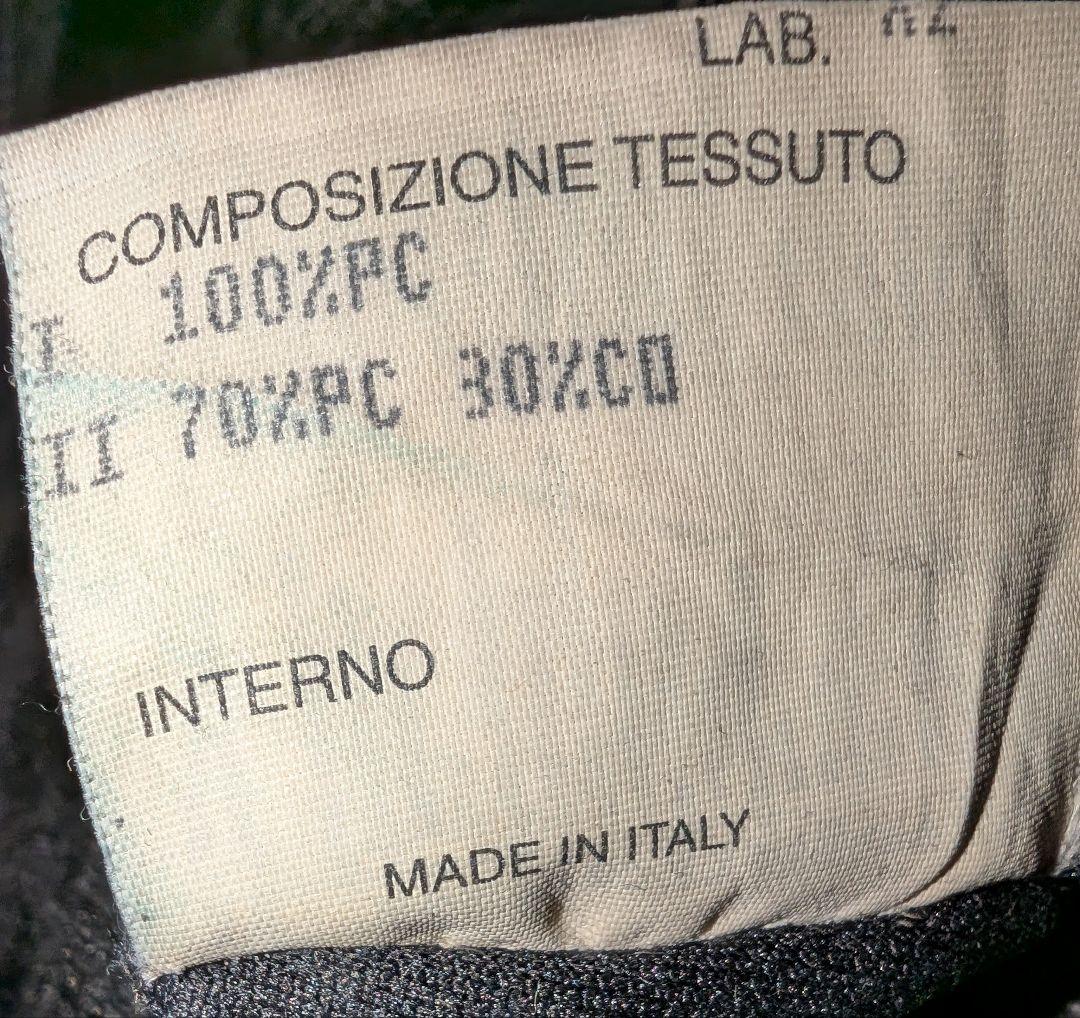 LAB.
COMPOSIZIONE TESSUTO
I 100%PC
II 70%PC 30%CO
INTERNO
MADE IN ITALY